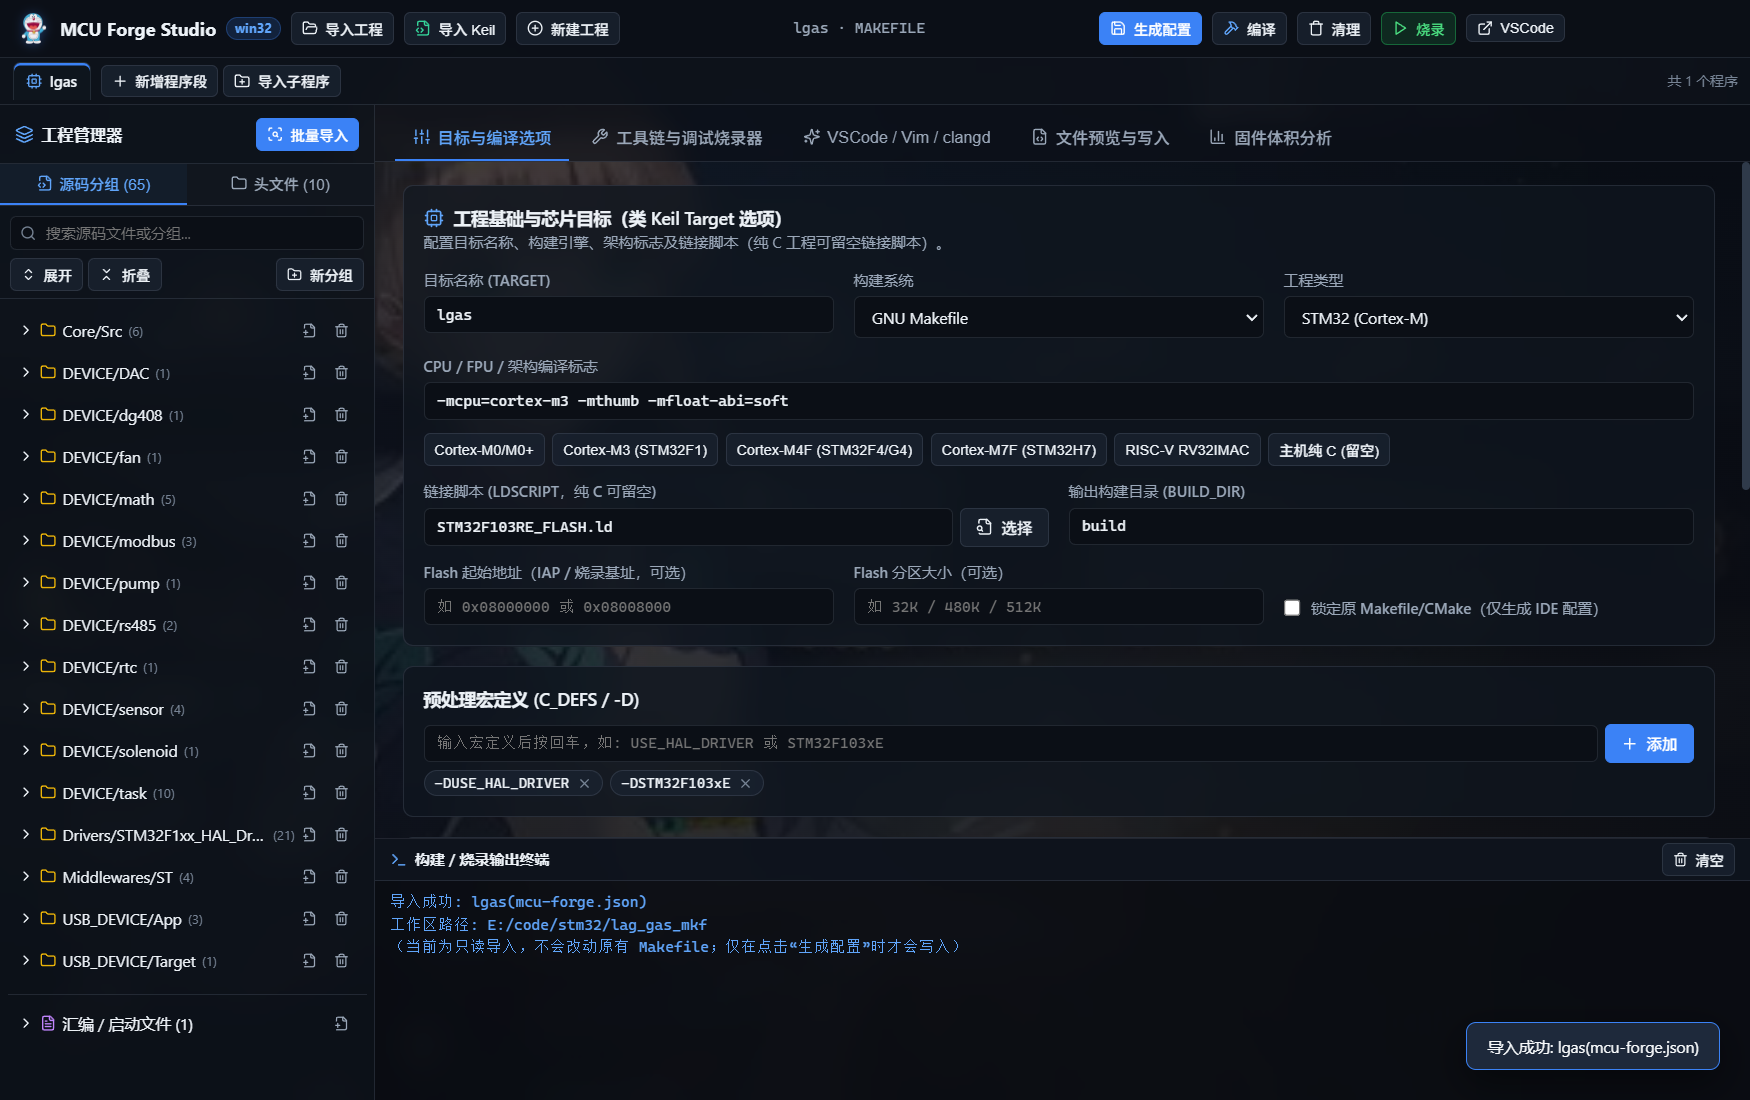 MCU Forge Studio win32 导入工程 导入 Keil 新建工程 lgas · MAKEFILE 生成配置 编译 清理 烧录 VSCode
lgas 新增程序段 导入子程序 共 1 个程序
工程管理器 批量导入
源码分组 (65) 头文件 (10)
搜索源码文件或分组...
展开 折叠 新分组
Core/Src (6)
DEVICE/DAC (1)
DEVICE/dg408 (1)
DEVICE/fan (1)
DEVICE/math (5)
DEVICE/modbus (3)
DEVICE/pump (1)
DEVICE/rs485 (2)
DEVICE/rtc (1)
DEVICE/sensor (4)
DEVICE/solenoid (1)
DEVICE/task (10)
Drivers/STM32F1xx_HAL_Dr... (21)
Middlewares/ST (4)
USB_DEVICE/App (3)
USB_DEVICE/Target (1)
汇编 / 启动文件 (1)
目标与编译选项 工具链与调试烧录器 VSCode / Vim / clangd 文件预览与写入 固件体积分析
工程基础与芯片目标（类 Keil Target 选项）
配置目标名称、构建引擎、架构标志及链接脚本（纯 C 工程可留空链接脚本）。
目标名称 (TARGET) 构建系统 工程类型
lgas GNU Makefile STM32 (Cortex-M)
CPU / FPU / 架构编译标志
-mcpu=cortex-m3 -mthumb -mfloat-abi=soft
Cortex-M0/M0+ Cortex-M3 (STM32F1) Cortex-M4F (STM32F4/G4) Cortex-M7F (STM32H7) RISC-V RV32IMAC 主机纯 C (留空)
链接脚本 (LDSCRIPT，纯 C 可留空) 输出构建目录 (BUILD_DIR)
STM32F103RE_FLASH.ld 选择 build
Flash 起始地址（IAP / 烧录基址，可选） Flash 分区大小（可选）
如 0x08000000 或 0x08008000 如 32K / 480K / 512K 锁定原 Makefile/CMake（仅生成 IDE 配置）
预处理宏定义 (C_DEFS / -D)
输入宏定义后按回车，如: USE_HAL_DRIVER 或 STM32F103xE 添加
-DUSE_HAL_DRIVER × -DSTM32F103xE ×
>_ 构建 / 烧录输出终端 清空
导入成功: lgas(mcu-forge.json)
工作区路径: E:/code/stm32/lag_gas_mkf
（当前为只读导入，不会改动原有 Makefile；仅在点击“生成配置”时才会写入）
导入成功: lgas(mcu-forge.json)